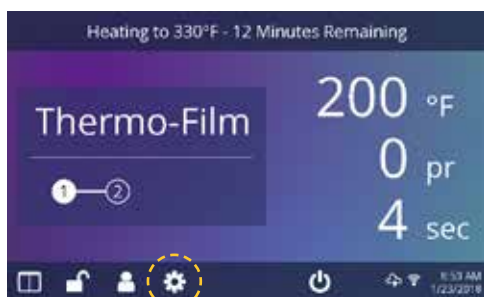 Heating to 330°F - 12 Minutes Remaining
Thermo-Film
200 °F
0 pr
4 sec
1 2
8:53 AM
1/23/2018